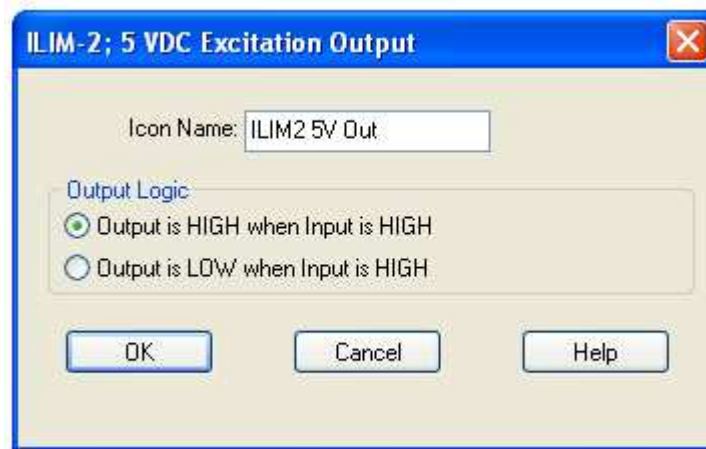 ILIM-2; 5 VDC Excitation Output
Icon Name: ILIM2 5V Out
Output Logic
Output is HIGH when Input is HIGH
Output is LOW when Input is HIGH
OK Cancel Help